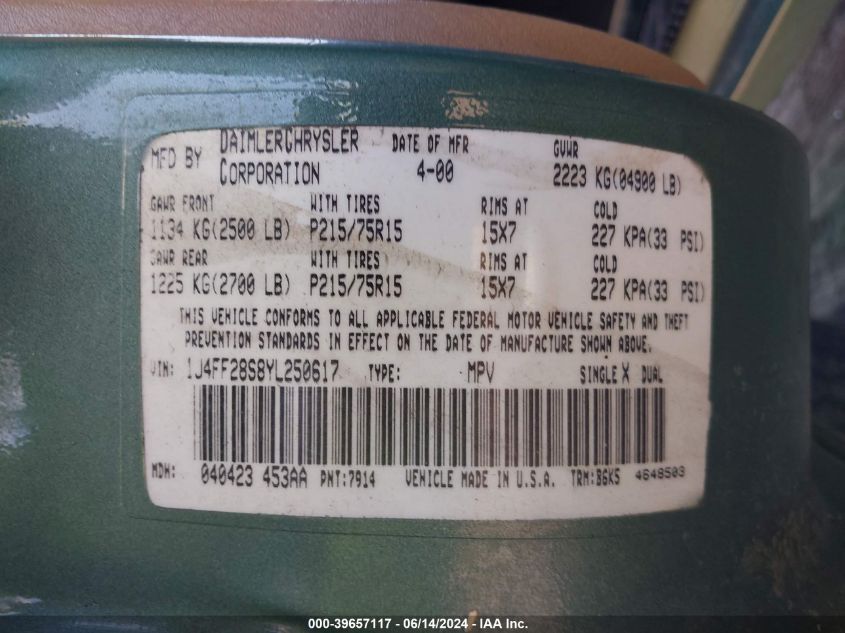 MFD BY DAIMLERCHRYSLER CORPORATION DATE OF MFR 4-00 GVWR 2223 KG(04900 LB)
GAWR FRONT WITH TIRES RIMS AT COLD
1134 KG(2500 LB) P215/75R15 15X7 227 KPA(33 PSI)
GAWR REAR WITH TIRES RIMS AT COLD
1225 KG(2700 LB) P215/75R15 15X7 227 KPA(33 PSI)
THIS VEHICLE CONFORMS TO ALL APPLICABLE FEDERAL MOTOR VEHICLE SAFETY AND THEFT
PREVENTION STANDARDS IN EFFECT ON THE DATE OF MANUFACTURE SHOWN ABOVE.
VIN: 1J4FF28S8YL250617 TYPE: MPV SINGLE X DUAL
MDH: 040423 453AA PNT:7914 VEHICLE MADE IN U.S.A. TRM:B6K5 4648503
000-39657117 - 06/14/2024 - IAA Inc.